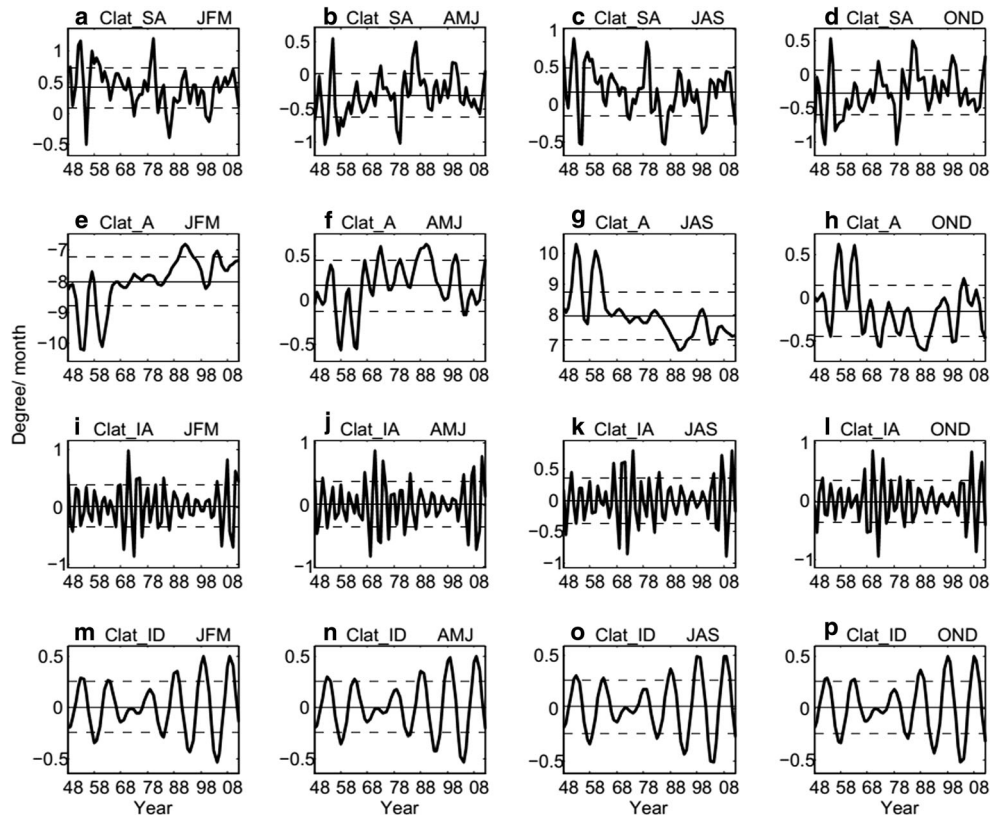 a Clat_SA JFM
b Clat_SA AMJ
c Clat_SA JAS
d Clat_SA OND
1
0.5
0
−0.5
48 58 68 78 88 98 08
0.5
0
−0.5
−1
48 58 68 78 88 98 08
1
0.5
0
0.5
48 58 68 78 88 98 08
0.5
0
−0.5
−1
48 58 68 78 88 98 08
e Clat_A JFM
f Clat_A AMJ
g Clat_A JAS
h Clat_A OND
−7
−8
−9
−10
48 58 68 78 88 98 08
0.5
0
−0.5
48 58 68 78 88 98 08
10
9
8
7
48 58 68 78 88 98 08
0.5
0
−0.5
48 58 68 78 88 98 08
Degree/ month
i Clat_IA JFM
j Clat_IA AMJ
k Clat_IA JAS
l Clat_IA OND
1
0
−1
48 58 68 78 88 98 08
1
0
−1
48 58 68 78 88 98 08
0.5
0
−0.5
−1
48 58 68 78 88 98 08
1
0
−1
48 58 68 78 88 98 08
m Clat_ID JFM
n Clat_ID AMJ
o Clat_ID JAS
p Clat_ID OND
0.5
0
−0.5
48 58 68 78 88 98 08
Year
0.5
0
−0.5
48 58 68 78 88 98 08
Year
0.5
0
−0.5
48 58 68 78 88 98 08
Year
0.5
0
−0.5
48 58 68 78 88 98 08
Year